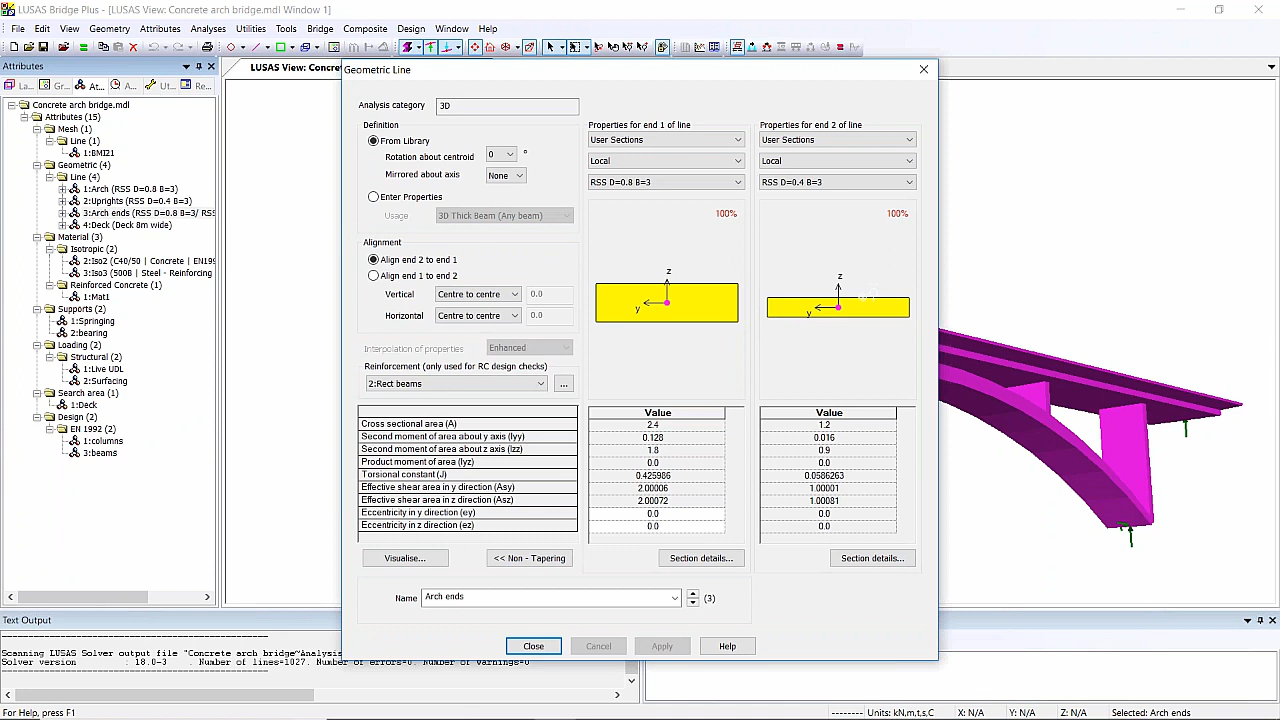 LUSAS Bridge Plus - [LUSAS View: Concrete arch bridge.mdl Window 1]
File Edit View Geometry Attributes Analyses Utilities Tools Bridge Composite Design Window Help
Attributes
LUSAS View: Concre
La... Gr... At... A... Ut... Re...
Concrete arch bridge.mdl
Attributes (15)
Mesh (1)
Line (1)
1:BMI21
Geometric (4)
Line (4)
1:Arch (RSS D=0.8 B=3)
2:Uprights (RSS D=0.4 B=3)
3:Arch ends (RSS D=0.8 B=3/ RSS
4:Deck (Deck 8m wide)
Material (3)
Isotropic (2)
2:Iso2 (C40/50 | Concrete | EN199
3:Iso3 (500B | Steel - Reinforcing
Reinforced Concrete (1)
1:Mat1
Supports (2)
1:Springing
2:bearing
Loading (2)
Structural (2)
1:Live UDL
2:Surfacing
Search area (1)
1:Deck
Design (2)
EN 1992 (2)
1:columns
3:beams
Geometric Line
Analysis category 3D
Definition
From Library
Rotation about centroid 0 °
Mirrored about axis None
Enter Properties
Usage 3D Thick Beam (Any beam)
Alignment
Align end 2 to end 1
Align end 1 to end 2
Vertical Centre to centre 0.0
Horizontal Centre to centre 0.0
Interpolation of properties Enhanced
Reinforcement (only used for RC design checks)
2:Rect beams ...
Properties for end 1 of line
User Sections
Local
RSS D=0.8 B=3
100%
z
y
Properties for end 2 of line
User Sections
Local
RSS D=0.4 B=3
100%
z
y
Value Value
Cross sectional area (A) 2.4 1.2
Second moment of area about y axis (Iyy) 0.128 0.016
Second moment of area about z axis (Izz) 1.8 0.9
Product moment of area (Iyz) 0.0 0.0
Torsional constant (J) 0.425986 0.0586263
Effective shear area in y direction (Asy) 2.00006 1.00001
Effective shear area in z direction (Asz) 2.00072 1.00081
Eccentricity in y direction (ey) 0.0 0.0
Eccentricity in z direction (ez) 0.0 0.0
Visualise... << Non - Tapering Section details... Section details...
Name Arch ends (3)
Close Cancel Apply Help
Text Output
Scanning LUSAS Solver output file "Concrete arch bridge~Analysis
Solver version : 18.0-3 . Number of lines=1027. Number of errors=0. Number of warnings=0
For Help, press F1
-------- Units: kN,m,t,s,C X: N/A Y: N/A Z: N/A Selected: Arch ends